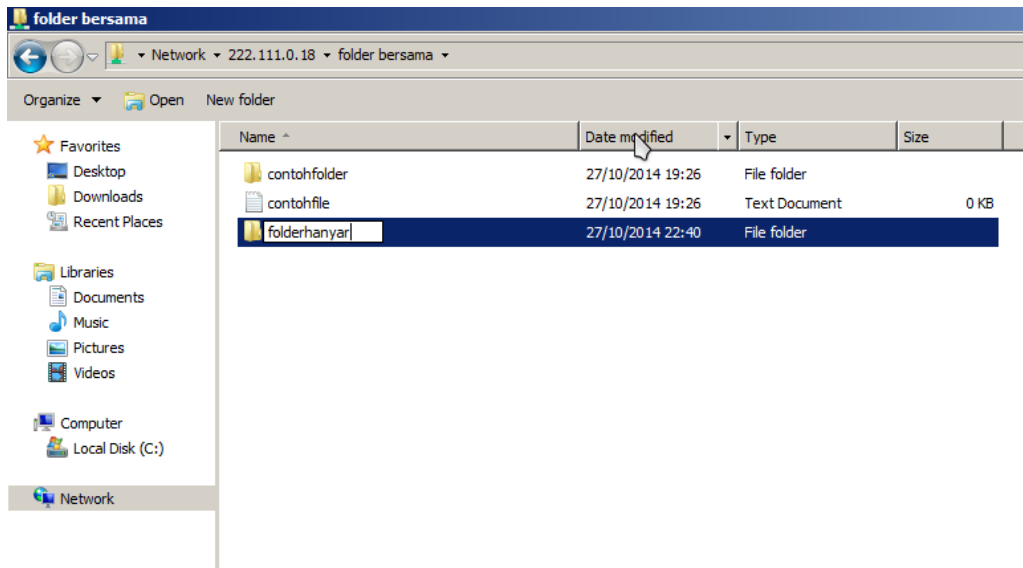 folder bersama
Network 222.111.0.18 folder bersama
Organize Open New folder
Favorites
Desktop
Downloads
Recent Places
Libraries
Documents
Music
Pictures
Videos
Computer
Local Disk (C:)
Network
Name Date modified Type Size
contohfolder 27/10/2014 19:26 File folder
contohfile 27/10/2014 19:26 Text Document 0 KB
folderhanyar 27/10/2014 22:40 File folder